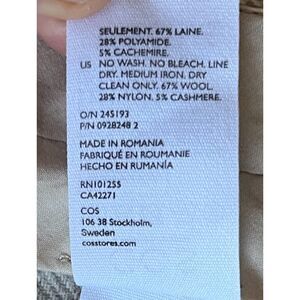 SEULEMENT. 67% LAINE.
28% POLYAMIDE.
5% CACHEMIRE.
US NO WASH. NO BLEACH. LINE
DRY. MEDIUM IRON. DRY
CLEAN ONLY. 67% WOOL.
28% NYLON. 5% CASHMERE.
O/N 245193
P/N 0928248 2
MADE IN ROMANIA
FABRIQUÉ EN ROUMANIE
HECHO EN RUMANÍA
RN101255
CA42271
COS
106 38 Stockholm,
Sweden
cosstores.com